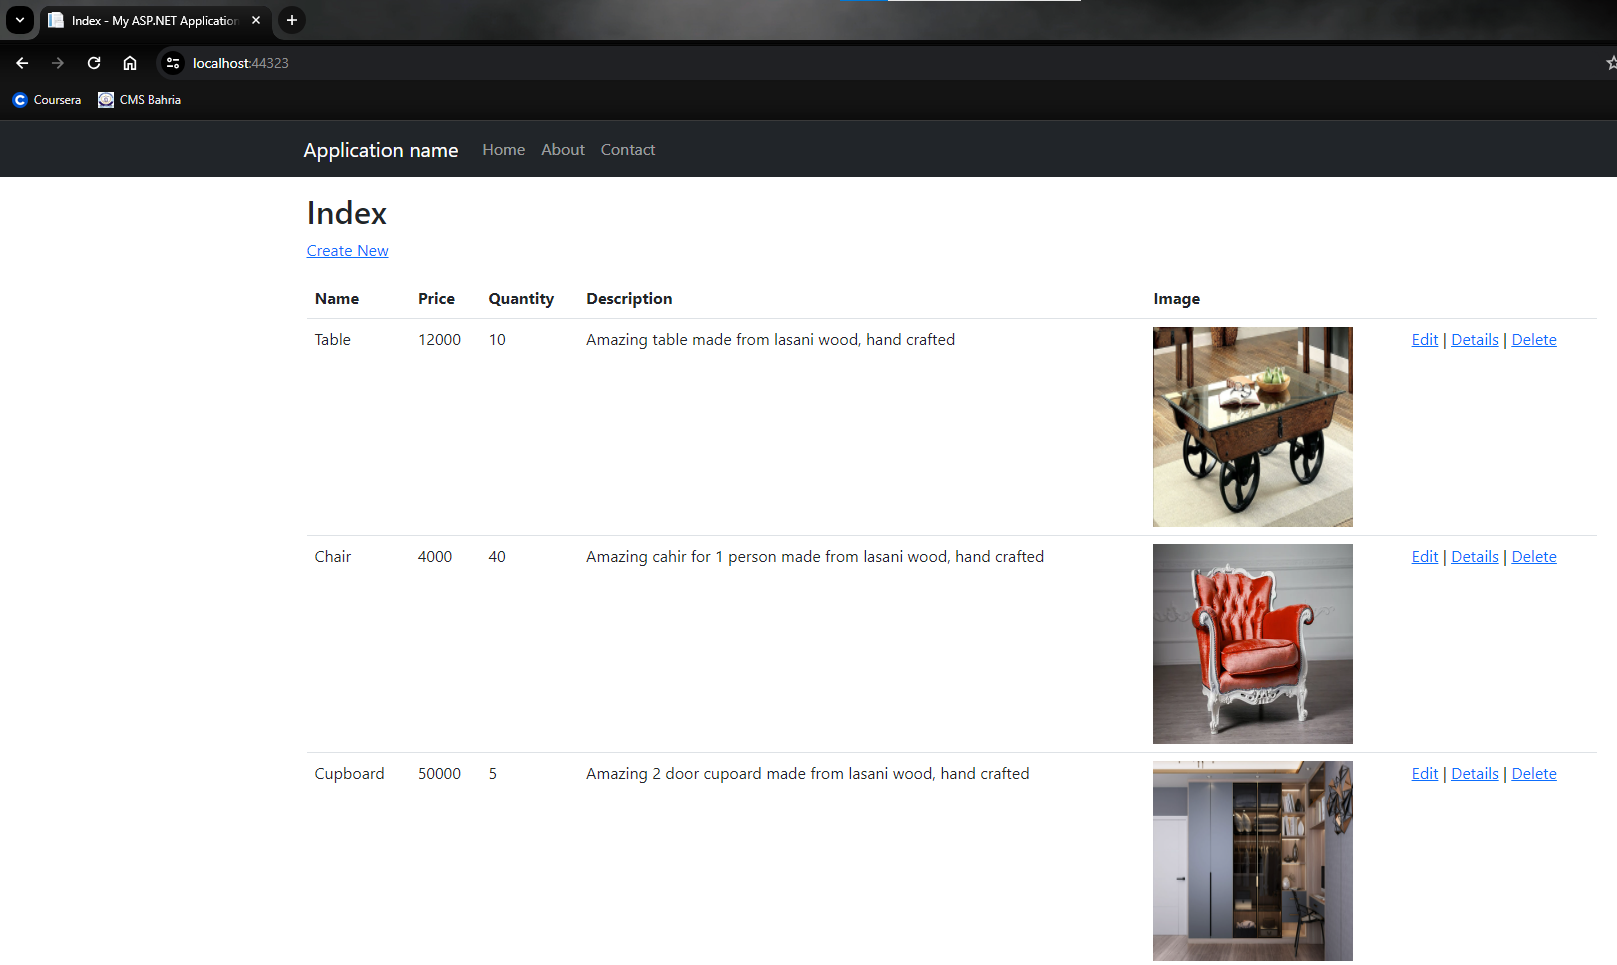 Index - My ASP.NET Application
localhost:44323
Coursera CMS Bahria
Application name Home About Contact
Index
Create New
Name Price Quantity Description Image
Table 12000 10 Amazing table made from lasani wood, hand crafted Edit | Details | Delete
Chair 4000 40 Amazing cahir for 1 person made from lasani wood, hand crafted Edit | Details | Delete
Cupboard 50000 5 Amazing 2 door cupoard made from lasani wood, hand crafted Edit | Details | Delete